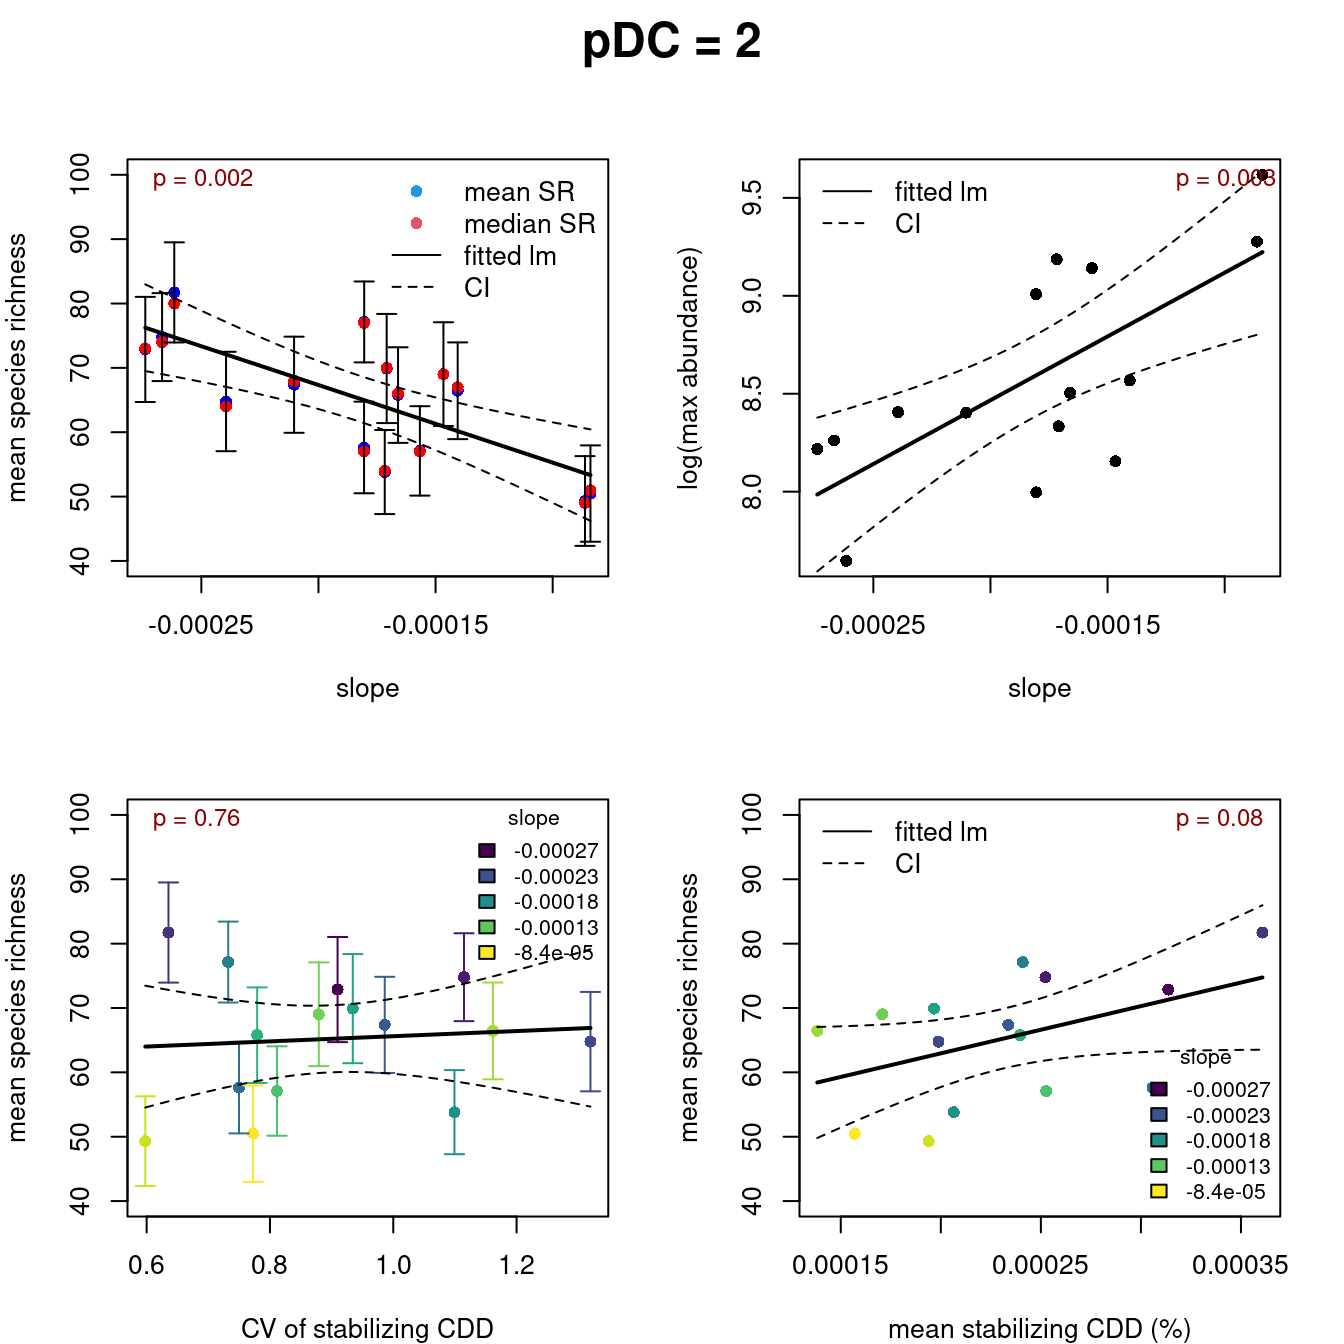 pDC = 2
p = 0.002
mean SR
median SR
fitted lm
CI
100
90
80
70
60
50
40
mean species richness
-0.00025
-0.00015
slope
p = 0.003
fitted lm
CI
9.5
9.0
8.5
8.0
log(max abundance)
-0.00025
-0.00015
slope
p = 0.76
slope
-0.00027
-0.00023
-0.00018
-0.00013
-8.4e-05
100
90
80
70
60
50
40
mean species richness
0.6
0.8
1.0
1.2
CV of stabilizing CDD
p = 0.08
fitted lm
CI
slope
-0.00027
-0.00023
-0.00018
-0.00013
-8.4e-05
100
90
80
70
60
50
40
mean species richness
0.00015
0.00025
0.00035
mean stabilizing CDD (%)